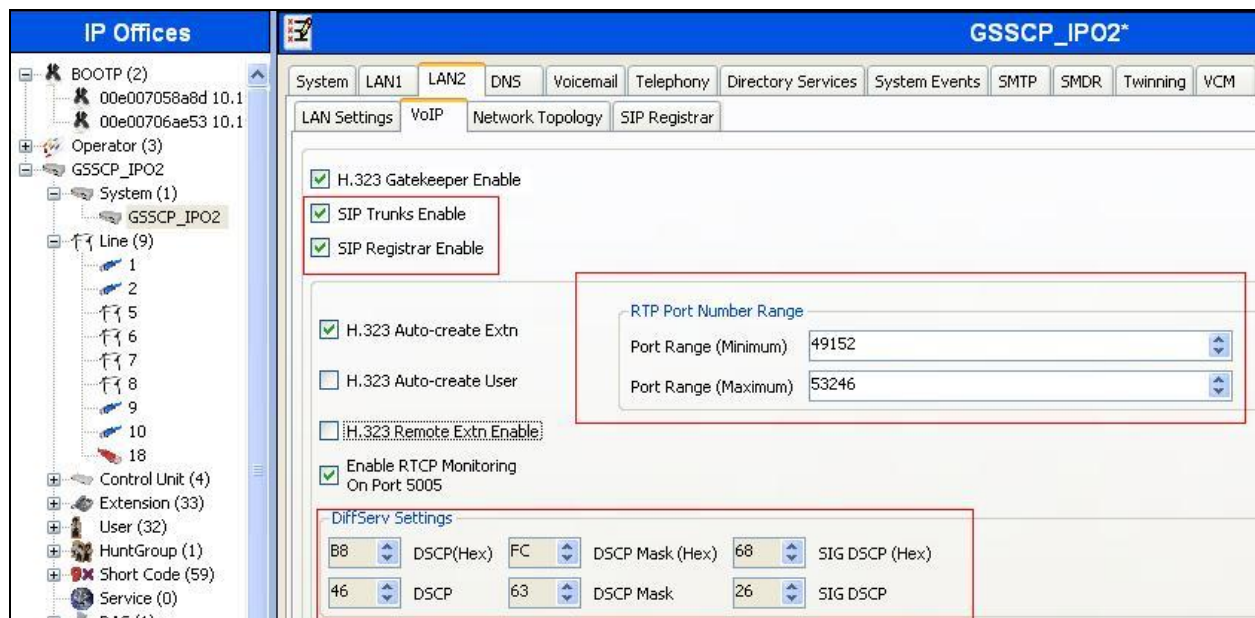 IP Offices
BOOTP (2)
00e007058a8d 10.1
00e00706ae53 10.1
Operator (3)
GSSCP_IPO2
System (1)
GSSCP_IPO2
Line (9)
1
2
5
6
7
8
9
10
18
Control Unit (4)
Extension (33)
User (32)
HuntGroup (1)
Short Code (59)
Service (0)
GSSCP_IPO2*
System LAN1 LAN2 DNS Voicemail Telephony Directory Services System Events SMTP SMDR Twinning VCM
LAN Settings VoIP Network Topology SIP Registrar
H.323 Gatekeeper Enable
SIP Trunks Enable
SIP Registrar Enable
H.323 Auto-create Extn
H.323 Auto-create User
H.323 Remote Extn Enable
Enable RTCP Monitoring
On Port 5005
RTP Port Number Range
Port Range (Minimum) 49152
Port Range (Maximum) 53246
DiffServ Settings
B8 DSCP(Hex) FC DSCP Mask (Hex) 68 SIG DSCP (Hex)
46 DSCP 63 DSCP Mask 26 SIG DSCP